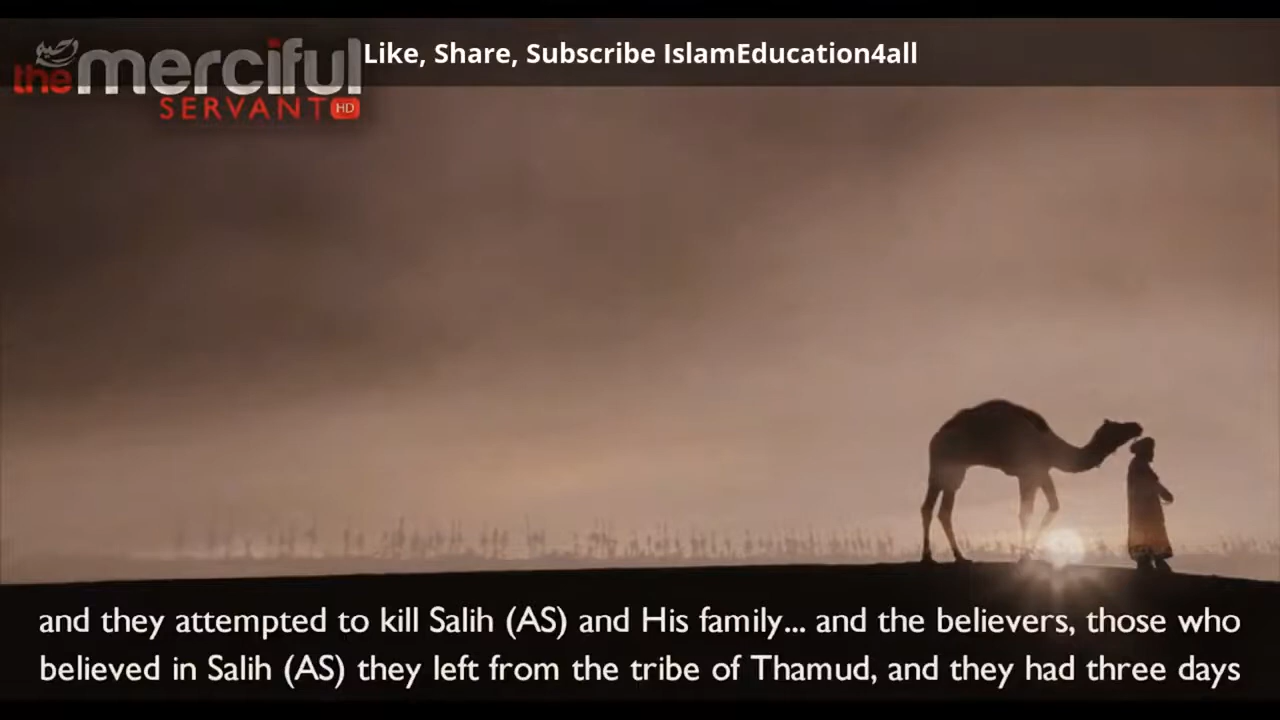 the merciful
SERVANT HD
Like, Share, Subscribe IslamEducation4all
and they attempted to kill Salih (AS) and His family... and the believers, those who
believed in Salih (AS) they left from the tribe of Thamud, and they had three days